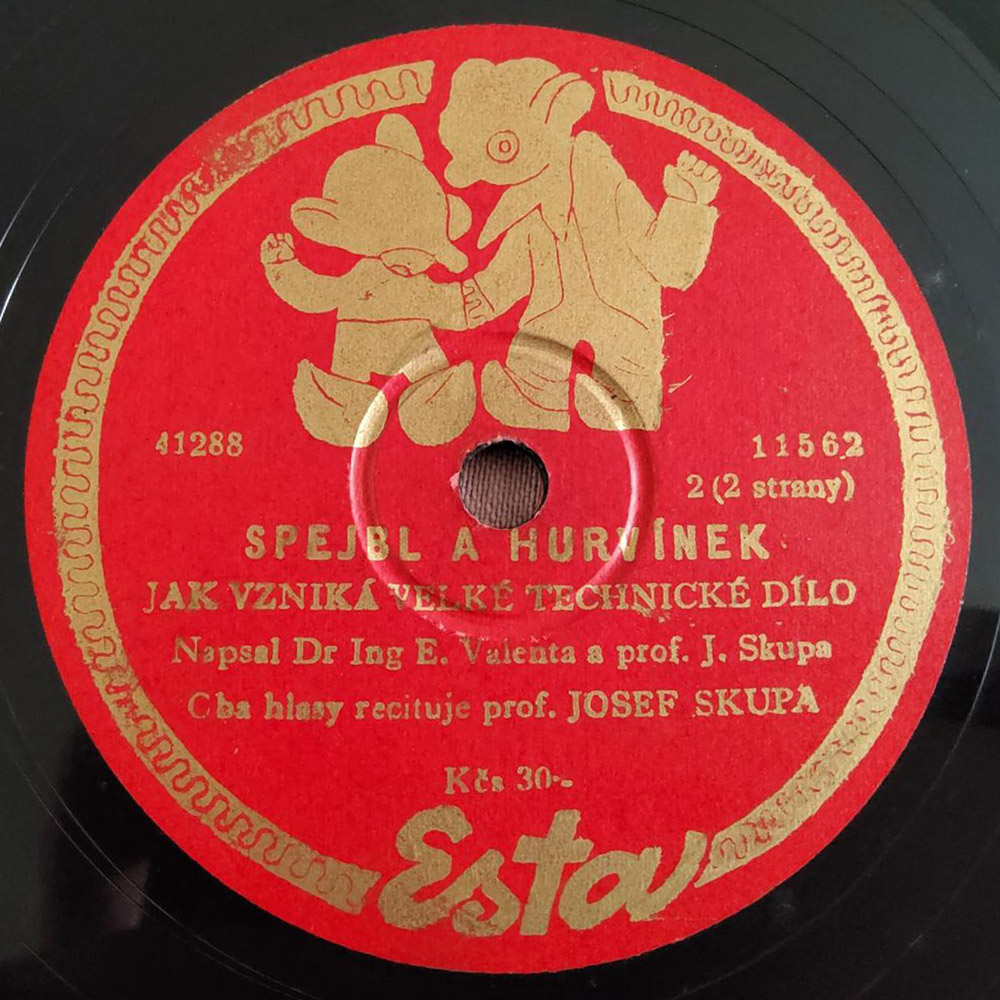 41288
11562
2 (2 strany)
SPEJBL A HURVÍNEK
JAK VZNIKÁ VELKÉ TECHNICKÉ DÍLO
Napsal Dr Ing E. Valenta a prof. J. Skupa
Oba hlasy recituje prof. JOSEF SKUPA
Kčs 30·-
Esta